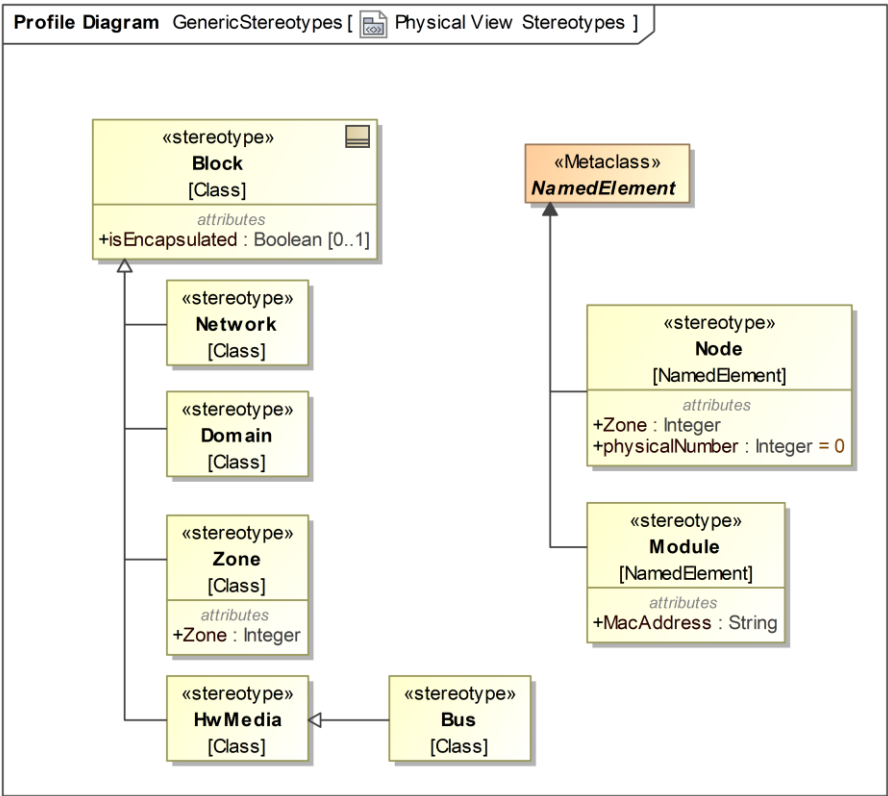 Profile Diagram GenericStereotypes [ Physical View Stereotypes ]
«stereotype»
Block
[Class]
attributes
+isEncapsulated : Boolean [0..1]
«Metaclass»
NamedElement
«stereotype»
Network
[Class]
«stereotype»
Node
[NamedElement]
attributes
+Zone : Integer
+physicalNumber : Integer = 0
«stereotype»
Domain
[Class]
«stereotype»
Zone
[Class]
attributes
+Zone : Integer
«stereotype»
Module
[NamedElement]
attributes
+MacAddress : String
«stereotype»
HwMedia
[Class]
«stereotype»
Bus
[Class]